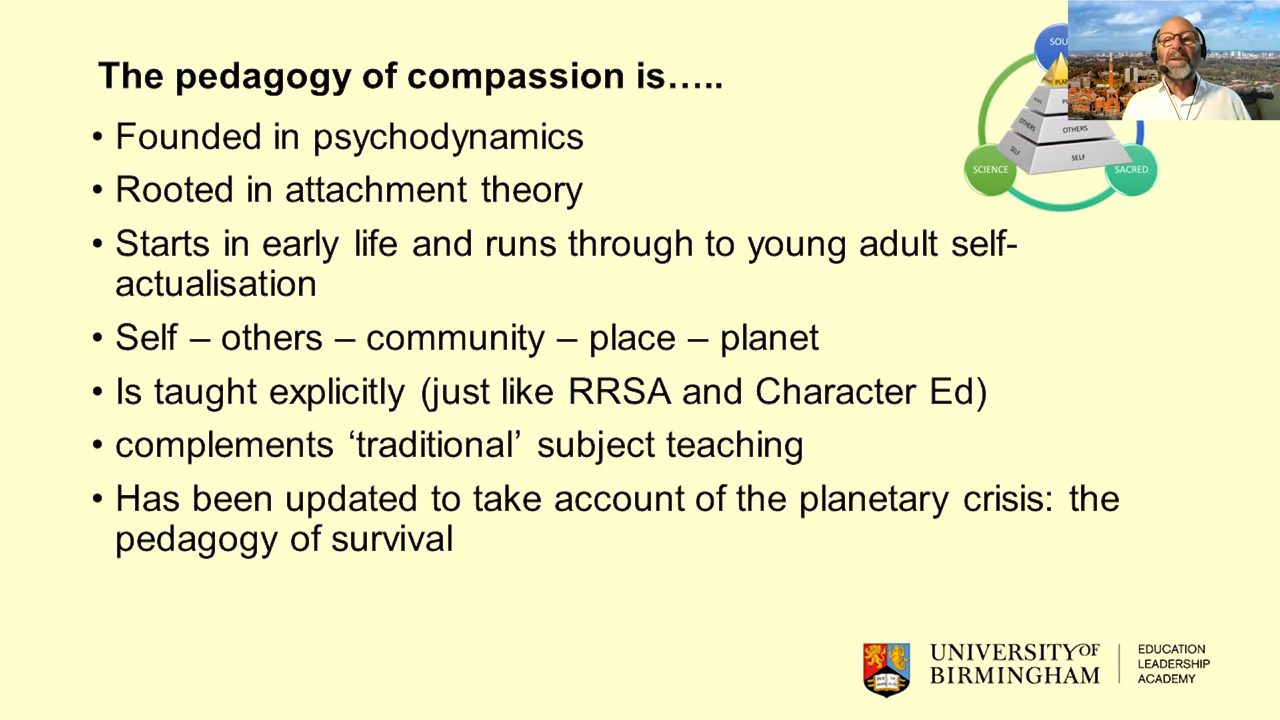 The pedagogy of compassion is…..
• Founded in psychodynamics
• Rooted in attachment theory
• Starts in early life and runs through to young adult self-
actualisation
• Self – others – community – place – planet
• Is taught explicitly (just like RRSA and Character Ed)
• complements ‘traditional’ subject teaching
• Has been updated to take account of the planetary crisis: the
pedagogy of survival
OTHERS
OTHERS
SELF
SELF
SCIENCE
SACRED
UNIVERSITY OF
BIRMINGHAM
EDUCATION
LEADERSHIP
ACADEMY